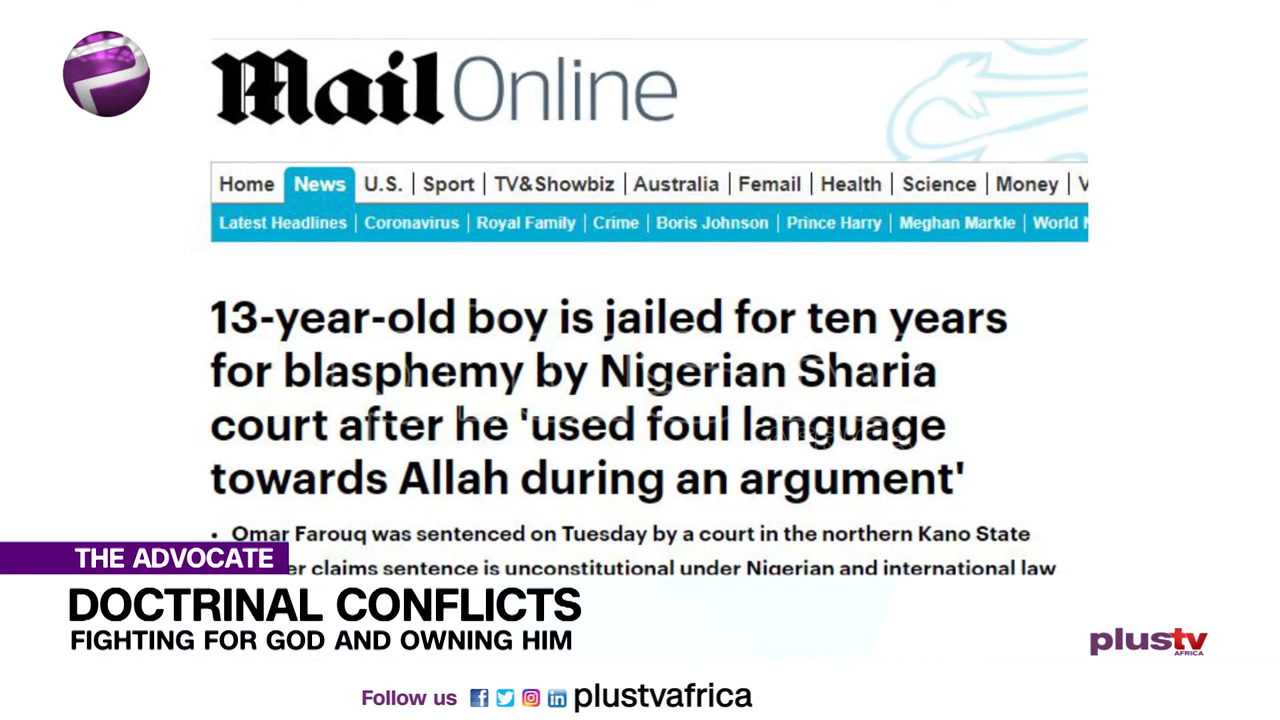 Mail Online
Home News U.S. Sport TV&Showbiz Australia Femail Health Science Money
Latest Headlines Coronavirus Royal Family Crime Boris Johnson Prince Harry Meghan Markle World
13-year-old boy is jailed for ten years
for blasphemy by Nigerian Sharia
court after he 'used foul language
towards Allah during an argument'
• Omar Farouq was sentenced on Tuesday by a court in the northern Kano State
claims sentence is unconstitutional under Nigerian and international law
THE ADVOCATE
DOCTRINAL CONFLICTS
FIGHTING FOR GOD AND OWNING HIM
plustv
AFRICA
Follow us plustvafrica